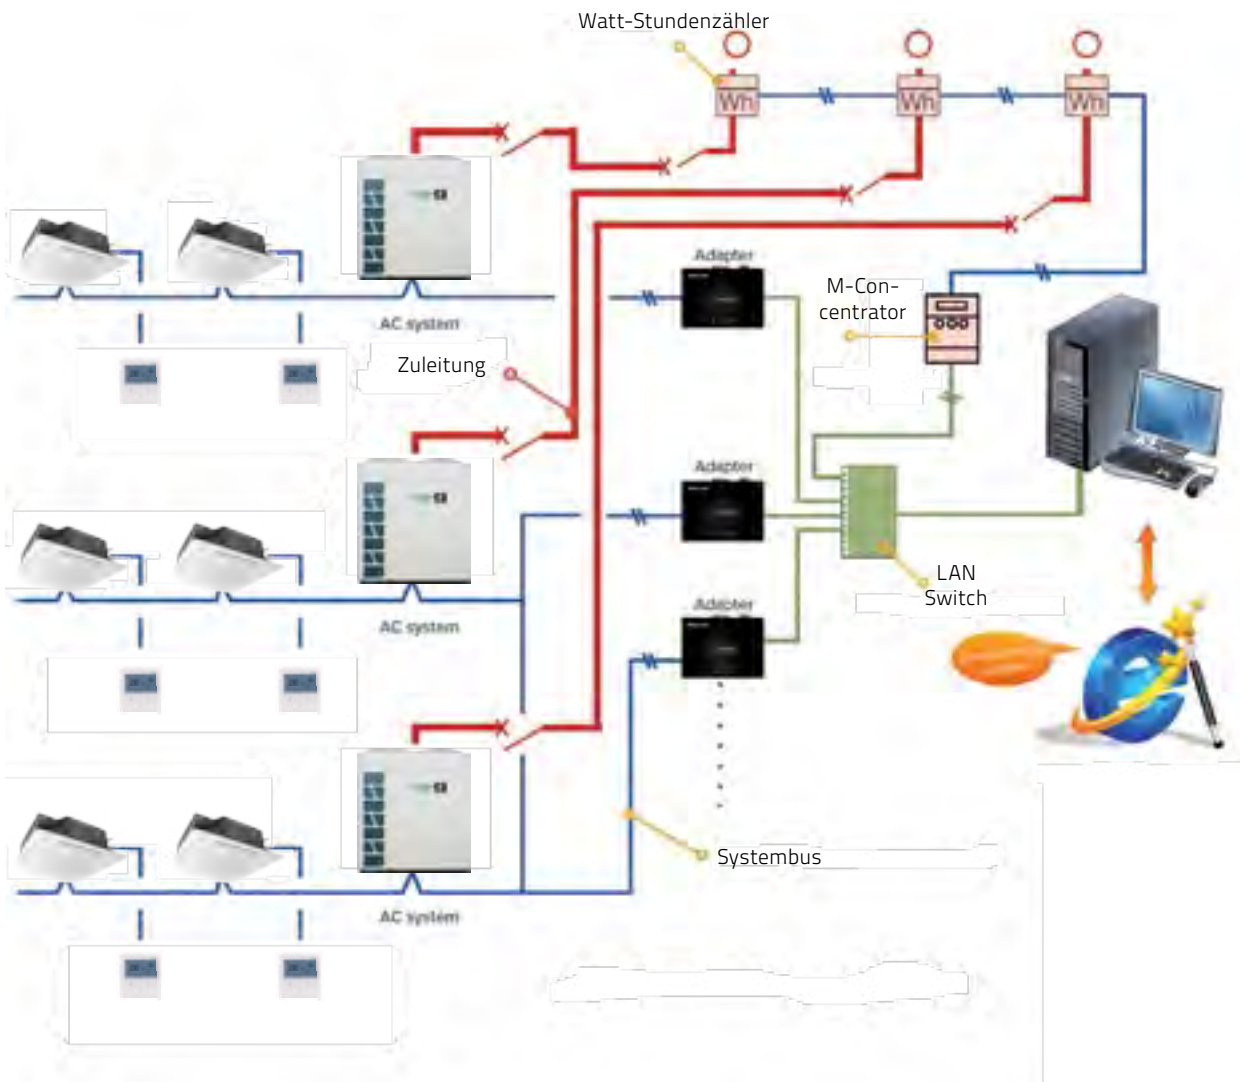 Watt-Stundenzähler
Wh
Wh
Wh
Adapter
M-Con-
centrator
AC system
Zuleitung
Adapter
LAN
Switch
Adapter
AC system
Systembus
AC system